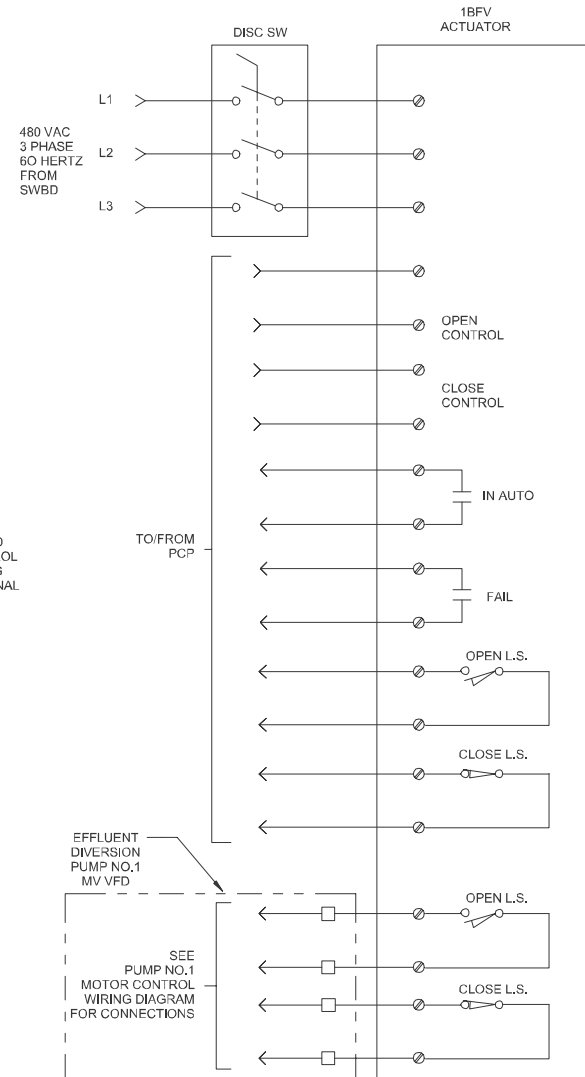 1BFV
ACTUATOR
DISC SW
L1
480 VAC
3 PHASE
60 HERTZ
FROM
SWBD
L2
L3
OPEN
CONTROL
CLOSE
CONTROL
IN AUTO
TO/FROM
PCP
FAIL
OPEN L.S.
CLOSE L.S.
EFFLUENT
DIVERSION
PUMP NO.1
MV VFD
OPEN L.S.
SEE
PUMP NO.1
MOTOR CONTROL
WIRING DIAGRAM
FOR CONNECTIONS
CLOSE L.S.